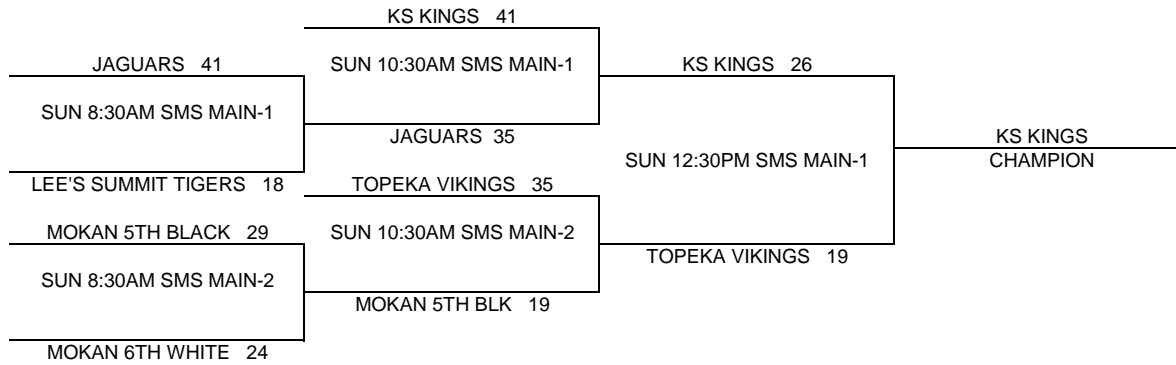 KS KINGS 41
JAGUARS 41
SUN 10:30AM SMS MAIN-1
KS KINGS 26
SUN 8:30AM SMS MAIN-1
JAGUARS 35
KS KINGS
SUN 12:30PM SMS MAIN-1
CHAMPION
LEE'S SUMMIT TIGERS 18
TOPEKA VIKINGS 35
MOKAN 5TH BLACK 29
SUN 10:30AM SMS MAIN-2
TOPEKA VIKINGS 19
SUN 8:30AM SMS MAIN-2
MOKAN 5TH BLK 19
MOKAN 6TH WHITE 24